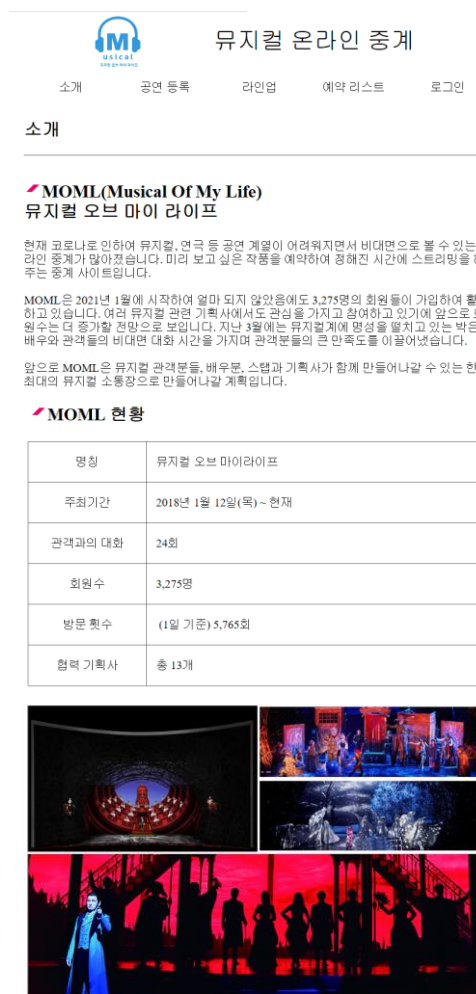 M
usical
뮤지컬 오브 마이 라이프
뮤지컬 온라인 중계
소개
공연 등록
라인업
예약 리스트
로그인
소개
MOML(Musical Of My Life)
뮤지컬 오브 마이 라이프
현재 코로나로 인하여 뮤지컬, 연극 등 공연 계열이 어려워지면서 비대면으로 볼 수 있는
라인 중계가 많아졌습니다. 미리 보고 싶은 작품을 예약하여 정해진 시간에 스트리밍을
주는 중계 사이트입니다.
MOML은 2021년 1월에 시작하여 얼마 되지 않았음에도 3,275명의 회원들이 가입하여
하고 있습니다. 여러 뮤지컬 관련 기획사에서도 관심을 가지고 참여하고 있기에 앞으로
원수는 더 증가할 전망으로 보입니다. 지난 3월에는 뮤지컬계에 명성을 떨치고 있는 박은
배우와 관객들의 비대면 대화 시간을 가지며 관객분들의 큰 만족도를 이끌어냈습니다.
앞으로 MOML은 뮤지컬 관객분들, 배우분, 스탭과 기획사가 함께 만들어나갈 수 있는 한
최대의 뮤지컬 소통장으로 만들어나갈 계획입니다.
MOML 현황
명칭 뮤지컬 오브 마이라이프
주최기간 2018년 1월 12일(목) ~ 현재
관객과의 대화 24회
회원수 3,275명
방문 횟수 (1일 기준) 5,765회
협력 기획사 총 13개